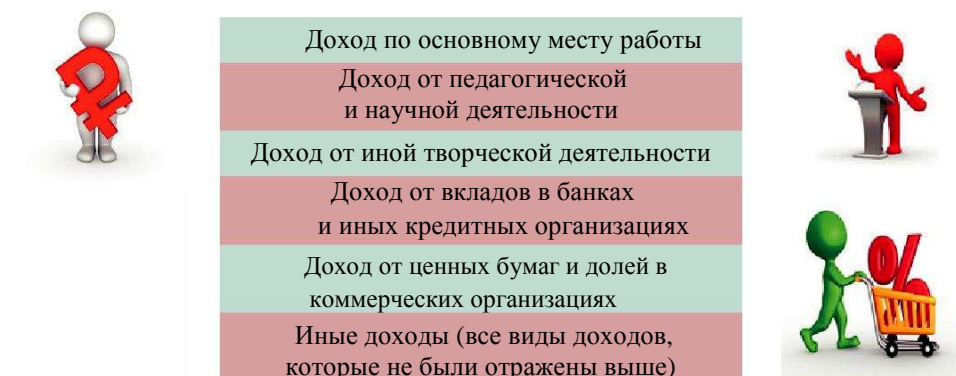 Доход по основному месту работы
Доход от педагогической
и научной деятельности
Доход от иной творческой деятельности
Доход от вкладов в банках
и иных кредитных организациях
Доход от ценных бумаг и долей в
коммерческих организациях
Иные доходы (все виды доходов,
которые не были отражены выше)
%